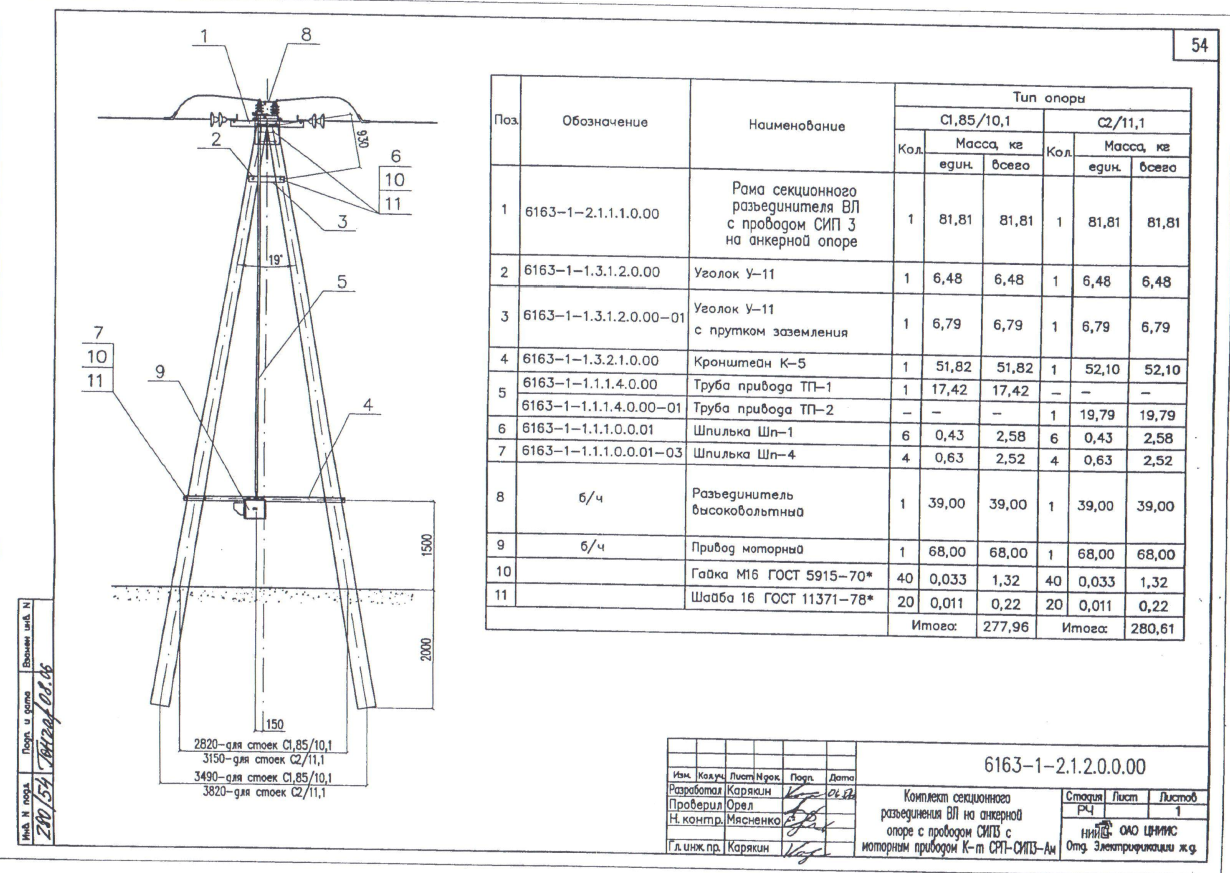 54
1
8
930
2
6
10
11
3
19°
5
7
10
11
9
4
1500
2000
150
2820-для стоек С1,85/10,1
3150-для стоек С2/11,1
3490-для стоек С1,85/10,1
3820-для стоек С2/11,1
Поз. Обозначение Наименование Тип опоры
С1,85/10,1 С2/11,1
Кол. Масса, кг Кол. Масса, кг
един. всего един. всего
1 6163-1-2.1.1.1.0.00 Рама секционного разъединителя ВЛ с проводом СИП 3 на анкерной опоре 1 81,81 81,81 1 81,81 81,81
2 6163-1-1.3.1.2.0.00 Уголок У-11 1 6,48 6,48 1 6,48 6,48
3 6163-1-1.3.1.2.0.00-01 Уголок У-11 с прутком заземления 1 6,79 6,79 1 6,79 6,79
4 6163-1-1.3.2.1.0.00 Кронштейн К-5 1 51,82 51,82 1 52,10 52,10
5 6163-1-1.1.1.4.0.00 Труба привода ТП-1 1 17,42 17,42 - - -
6163-1-1.1.1.4.0.00-01 Труба привода ТП-2 - - - 1 19,79 19,79
6 6163-1-1.1.1.0.0.01 Шпилька Шп-1 6 0,43 2,58 6 0,43 2,58
7 6163-1-1.1.1.0.0.01-03 Шпилька Шп-4 4 0,63 2,52 4 0,63 2,52
8 б/ч Разъединитель высоковольтный 1 39,00 39,00 1 39,00 39,00
9 б/ч Привод моторный 1 68,00 68,00 1 68,00 68,00
10 Гайка М16 ГОСТ 5915-70* 40 0,033 1,32 40 0,033 1,32
11 Шайба 16 ГОСТ 11371-78* 20 0,011 0,22 20 0,011 0,22
Итого: 277,96 Итого: 280,61
Взамен инв. N
Подп. и дата
08.06
Инв. N подл.
280/54
Изм. Кол.уч Лист Nдок. Подп. Дата
Разработал Карякин
Проверил Орел
Н. контр. Мясненко
Гл. инж. пр. Карякин
6163-1-2.1.2.0.0.00
Комплект секционного
разъединения ВЛ на анкерной
опоре с проводом СИП3 с
моторным приводом К-т СРП-СИП3-Ам
Стадия Лист Листов
РЧ 1
НИИ ОАО ЦНИИС
Отд. Электрификации ж.д.